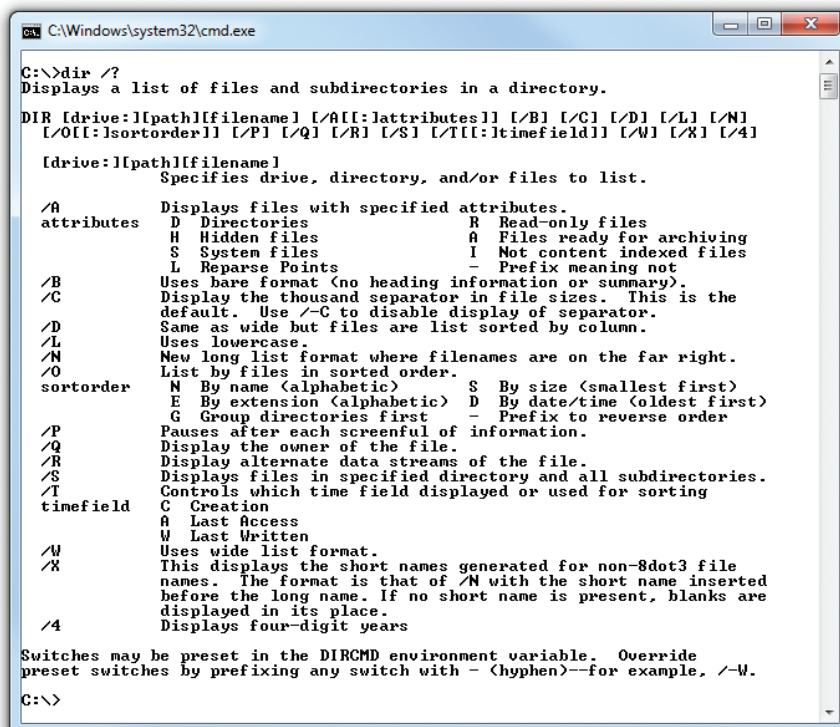 C:\Windows\system32\cmd.exe
C:\>dir /?
Displays a list of files and subdirectories in a directory.
DIR [drive:][path][filename] [/A[[:]attributes]] [/B] [/C] [/D] [/L] [/N]
[/O[[:]sortorder]] [/P] [/Q] [/R] [/S] [/T[[:]timefield]] [/W] [/X] [/4]
[drive:][path][filename]
Specifies drive, directory, and/or files to list.
/A Displays files with specified attributes.
attributes D Directories R Read-only files
H Hidden files A Files ready for archiving
S System files I Not content indexed files
L Reparse Points - Prefix meaning not
/B Uses bare format (no heading information or summary).
/C Display the thousand separator in file sizes. This is the
default. Use /-C to disable display of separator.
/D Same as wide but files are list sorted by column.
/L Uses lowercase.
/N New long list format where filenames are on the far right.
/O List by files in sorted order.
sortorder N By name (alphabetic) S By size (smallest first)
E By extension (alphabetic) D By date/time (oldest first)
G Group directories first - Prefix to reverse order
/P Pauses after each screenful of information.
/Q Display the owner of the file.
/R Display alternate data streams of the file.
/S Displays files in specified directory and all subdirectories.
/T Controls which time field displayed or used for sorting
timefield C Creation
A Last Access
W Last Written
/W Uses wide list format.
/X This displays the short names generated for non-8dot3 file
names. The format is that of /N with the short name inserted
before the long name. If no short name is present, blanks are
displayed in its place.
/4 Displays four-digit years
Switches may be preset in the DIRCMD environment variable. Override
preset switches by prefixing any switch with - (hyphen)--for example, /-W.
C:\>